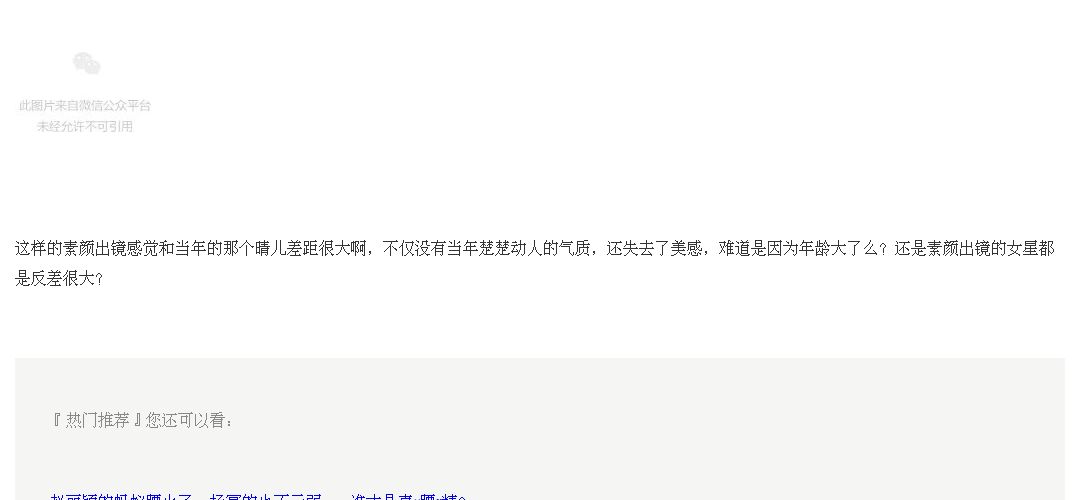 此图片来自微信公众平台
未经允许不可引用
这样的素颜出镜感觉和当年的那个晴儿差距很大啊，不仅没有当年楚楚动人的气质，还失去了美感，难道是因为年龄大了么？还是素颜出镜的女星都
是反差很大？
『 热门推荐 』您还可以看：